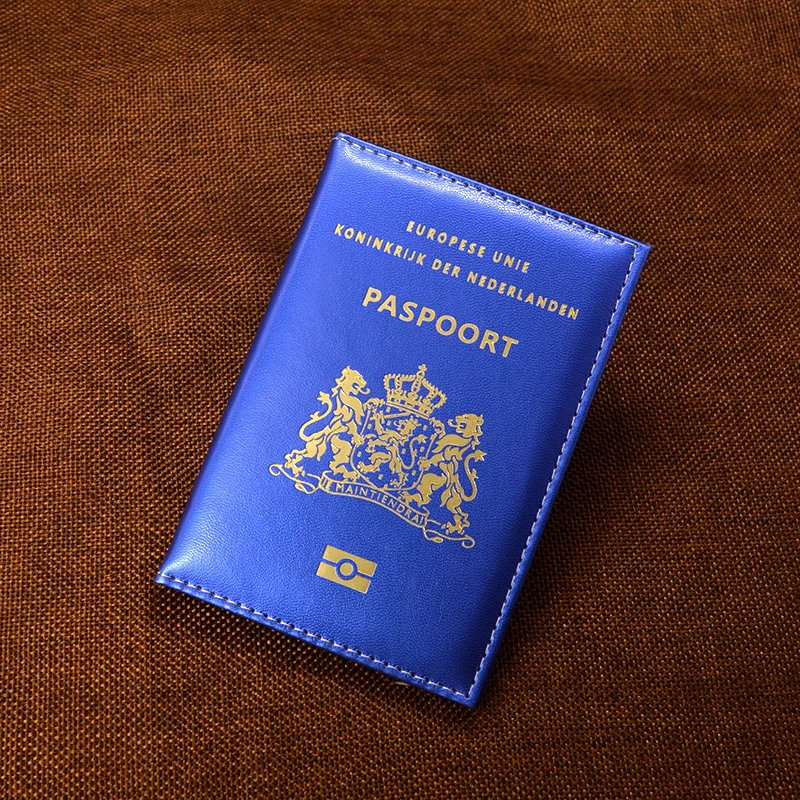 EUROPESE UNIE
KONINKRIJK DER NEDERLANDEN
PASPOORT
JE MAINTIENDRAI